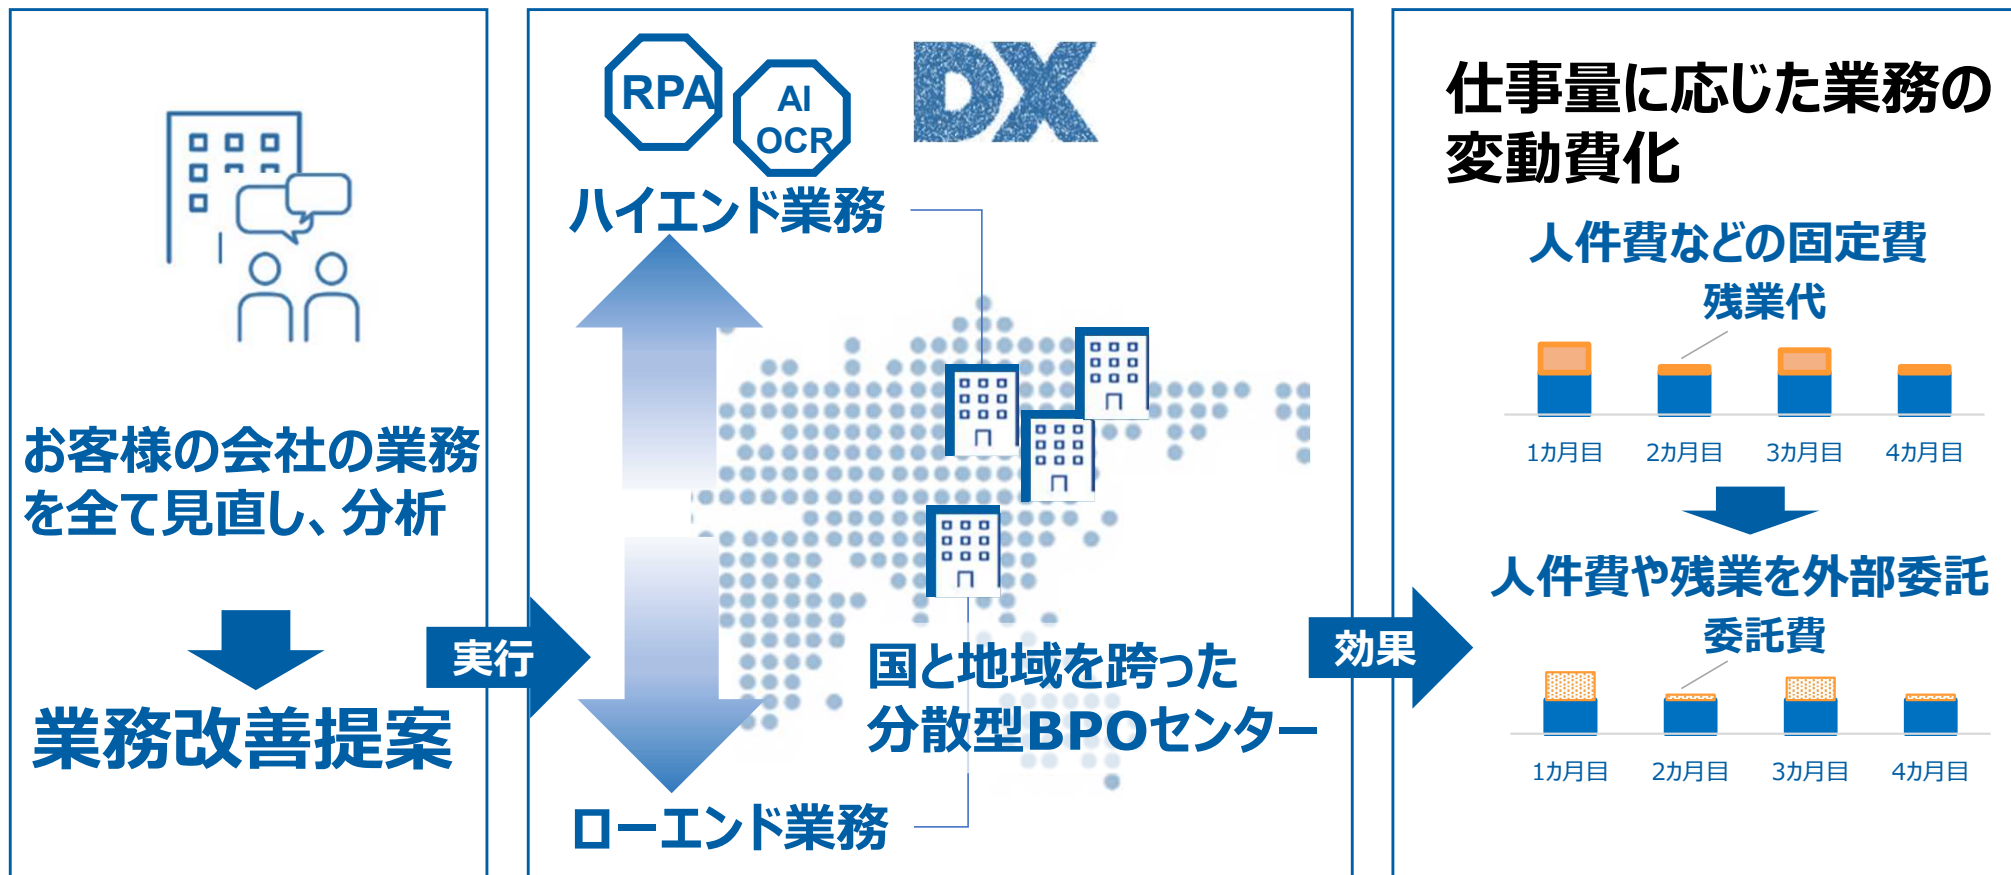 お客様の会社の業務
を全て見直し、分析
業務改善提案
実行
RPA
AI
OCR
DX
ハイエンド業務
国と地域を跨った
分散型BPOセンター
ローエンド業務
効果
仕事量に応じた業務の
変動費化
人件費などの固定費
残業代
1カ月目 2カ月目 3カ月目 4カ月目
人件費や残業を外部委託
委託費
1カ月目 2カ月目 3カ月目 4カ月目